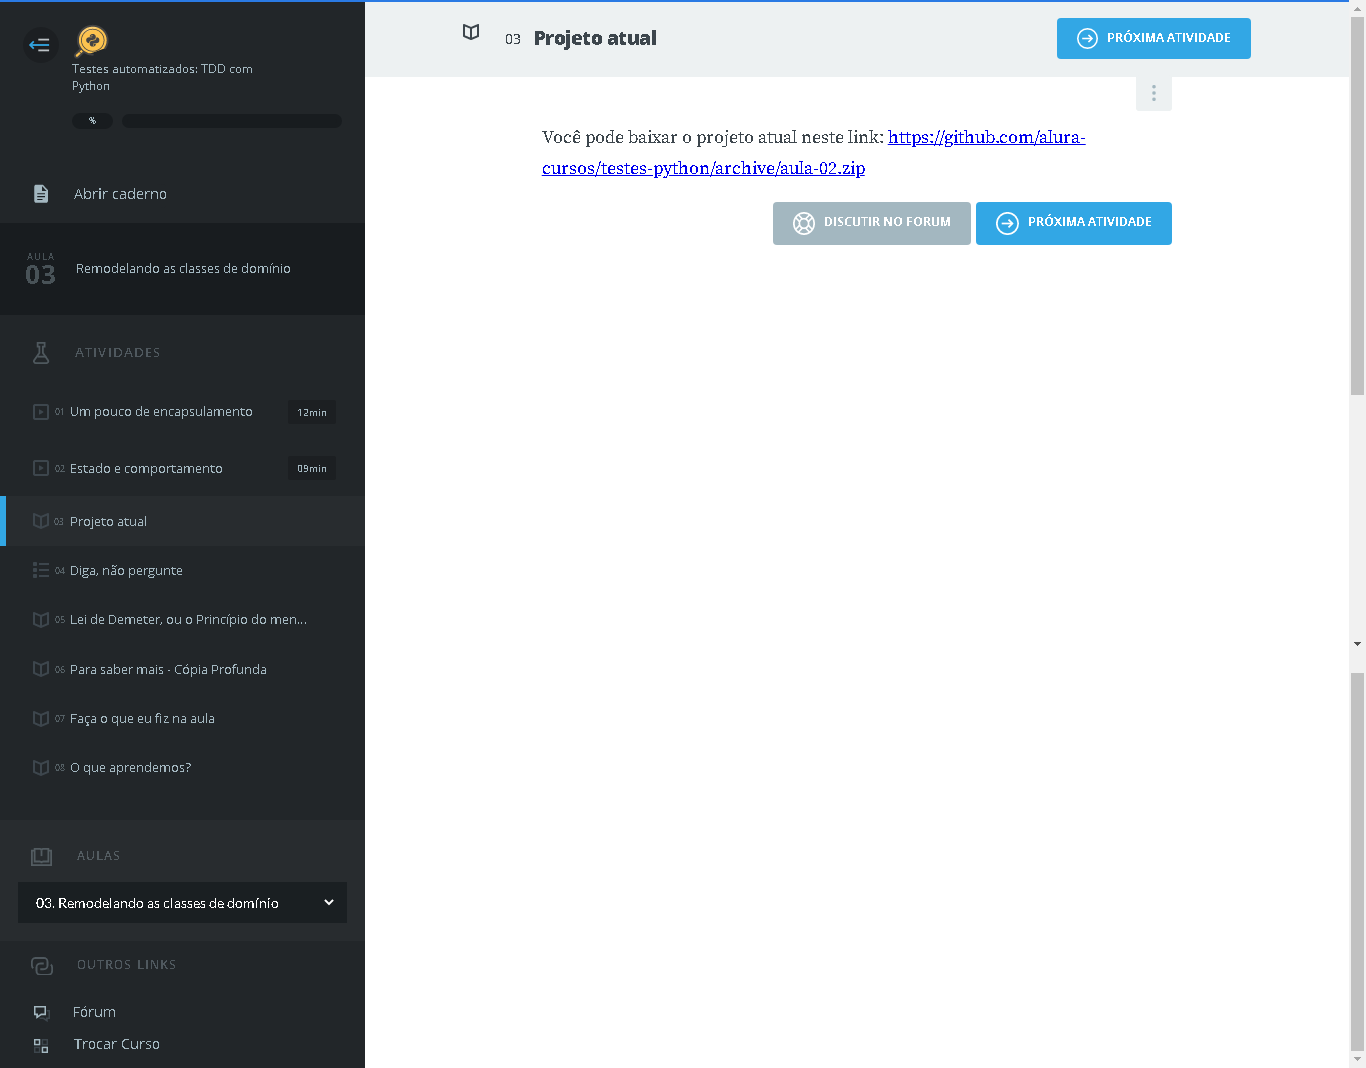 Testes automatizados: TDD com
Python
%
Abrir caderno
AULA
03
Remodelando as classes de domínio
ATIVIDADES
01 Um pouco de encapsulamento 12min
02 Estado e comportamento 09min
03 Projeto atual
04 Diga, não pergunte
05 Lei de Demeter, ou o Princípio do men...
06 Para saber mais - Cópia Profunda
07 Faça o que eu fiz na aula
08 O que aprendemos?
AULAS
03. Remodelando as classes de domínio
OUTROS LINKS
Fórum
Trocar Curso
03 Projeto atual
PRÓXIMA ATIVIDADE
Você pode baixar o projeto atual neste link: https://github.com/alura-
cursos/testes-python/archive/aula-02.zip
DISCUTIR NO FORUM
PRÓXIMA ATIVIDADE